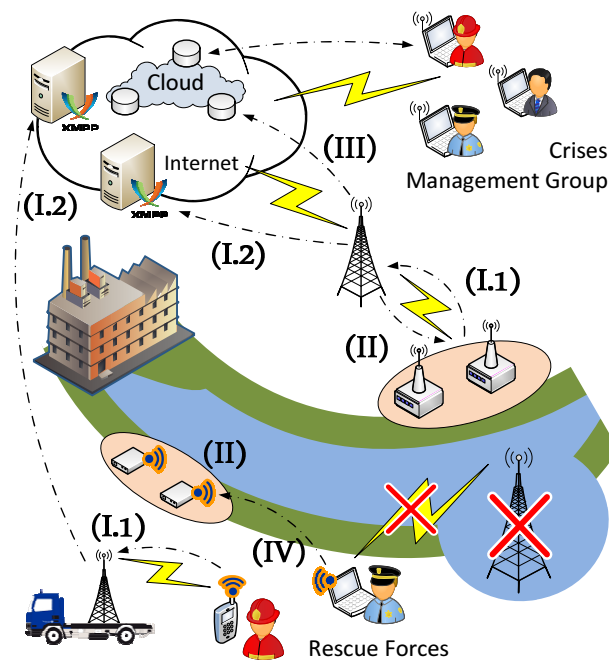 Cloud
XMPP
Internet
XMPP
(III)
Crises
Management Group
(I.2)
(I.2)
(I.1)
(II)
(II)
(I.1)
(IV)
Rescue Forces